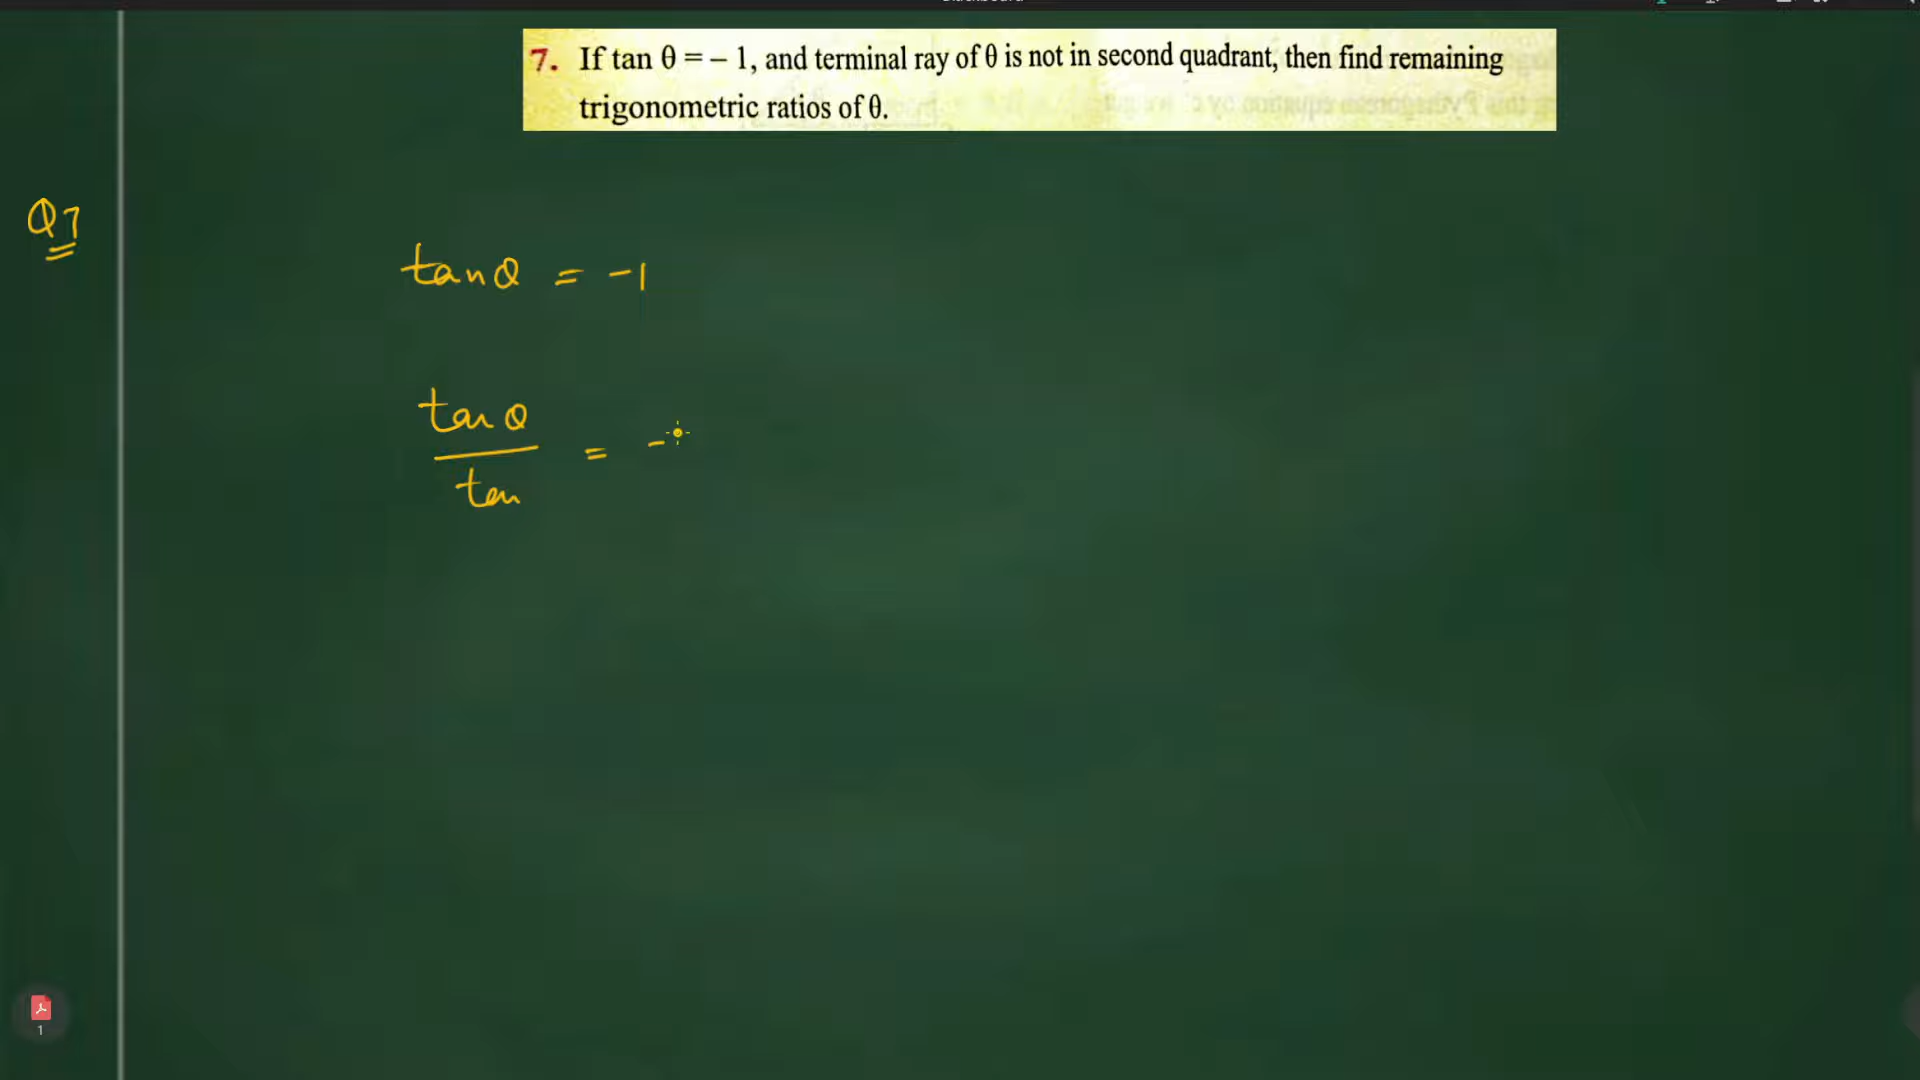 7. If tan θ = – 1, and terminal ray of θ is not in second quadrant, then find remaining
trigonometric ratios of θ.
Q7
tanθ = -1
tanθ
= -
tan
1